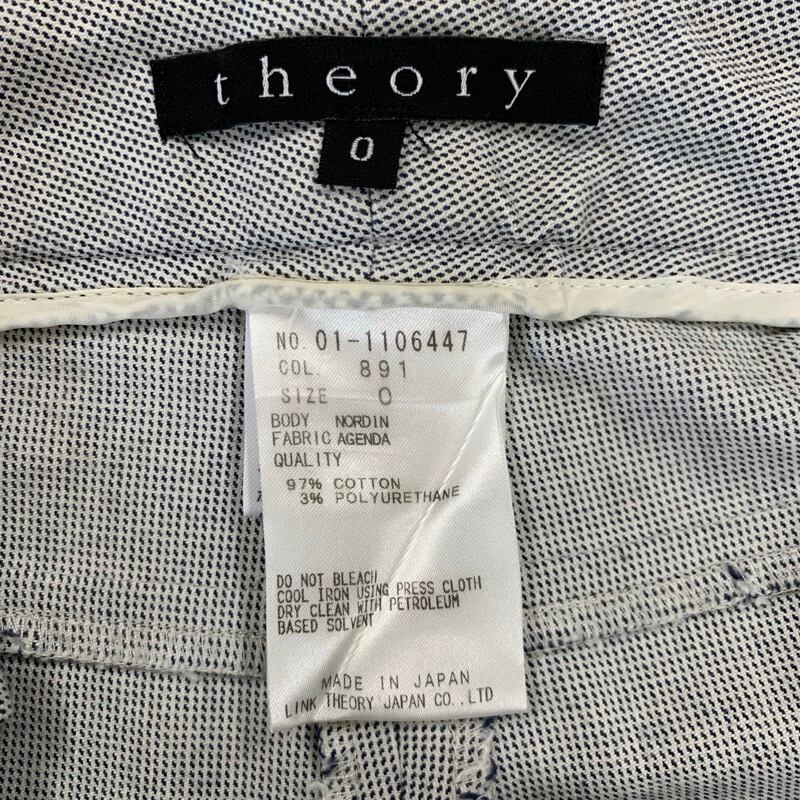 theory
0
NO. 01-1106447
COL. 891
SIZE 0
BODY NORDIN
FABRIC AGENDA
QUALITY
97% COTTON
3% POLYURETHANE
DO NOT BLEACH
COOL IRON USING PRESS CLOTH
DRY CLEAN WITH PETROLEUM
BASED SOLVENT
MADE IN JAPAN
LINK THEORY JAPAN CO., LTD